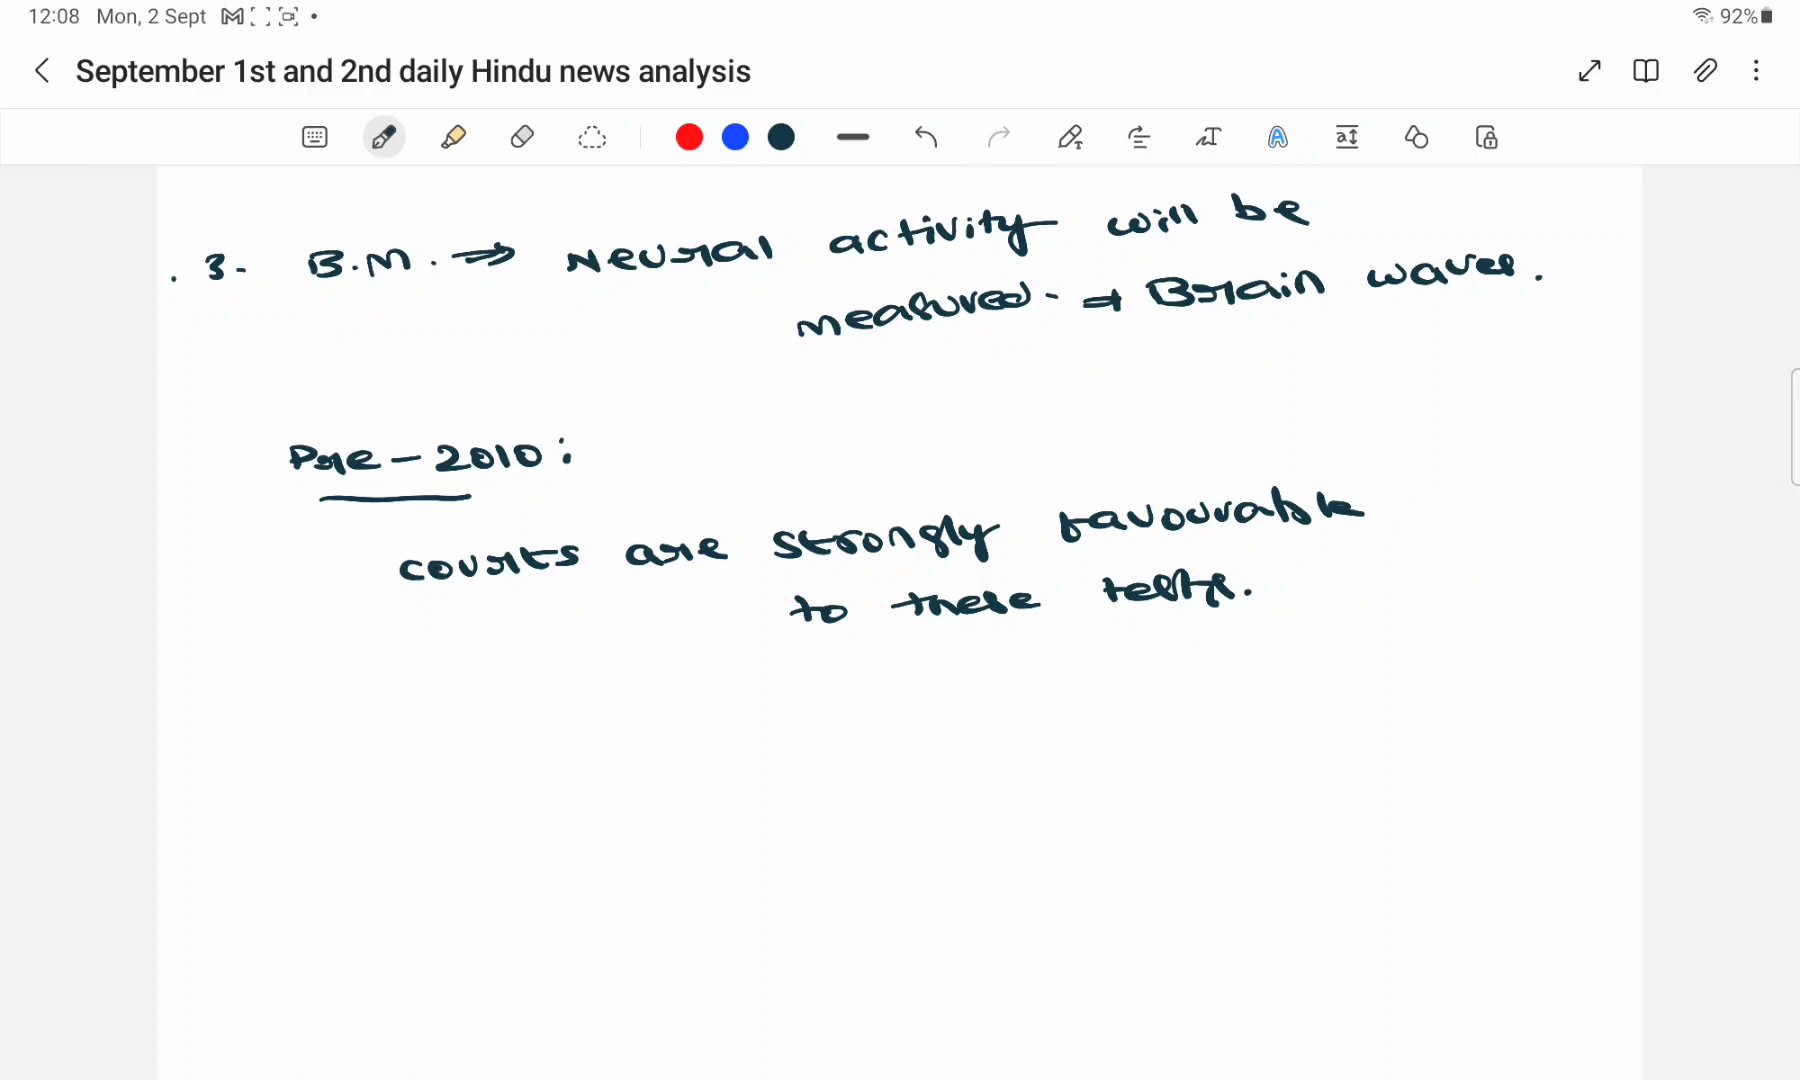 12:08 Mon, 2 Sept 92%
September 1st and 2nd daily Hindu news analysis
. 3- B.M. ⇒ Neural activity will be
measured. ⇒ Brain waves.
Pre-2010:
courts are strongly favourable
to these tests.